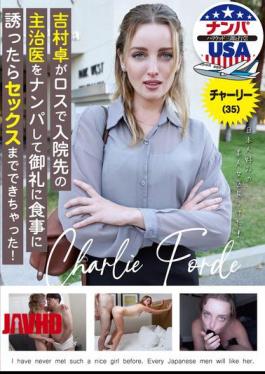 ナンパ
USA
チャーリー
(35)
吉村卓がロスで入院先の
主治医をナンパして御礼に食事に
誘ったらセックスまでできちゃった!
Charlie Forde
JAVHD
I have never met such a nice girl before. Every Japanese men will like her.